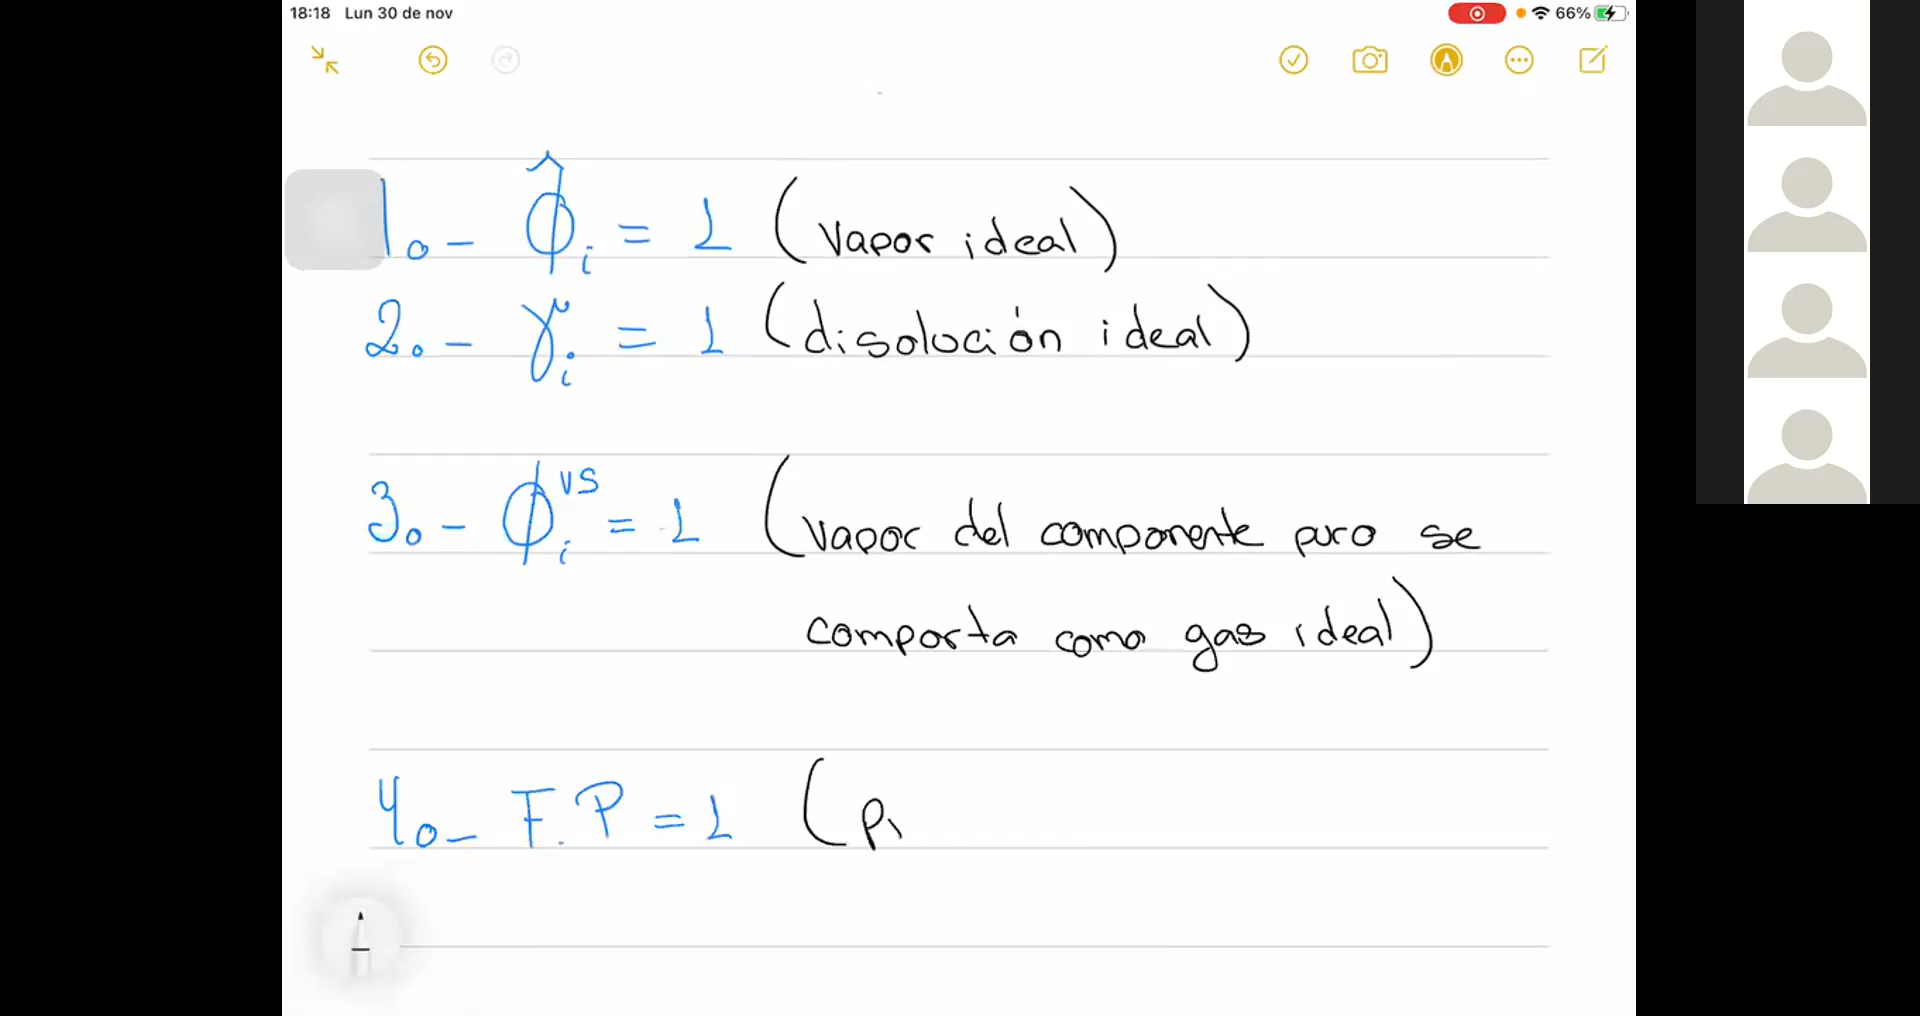 18:18 Lun 30 de nov 66%
1.- ϕ̂ᵢ = 1 (vapor ideal)
2.- γᵢ = 1 (disolución ideal)
3.- ϕᵢᵛˢ = 1 (vapor del componente puro se
comporta como gas ideal)
4.- F.P = 1 (p